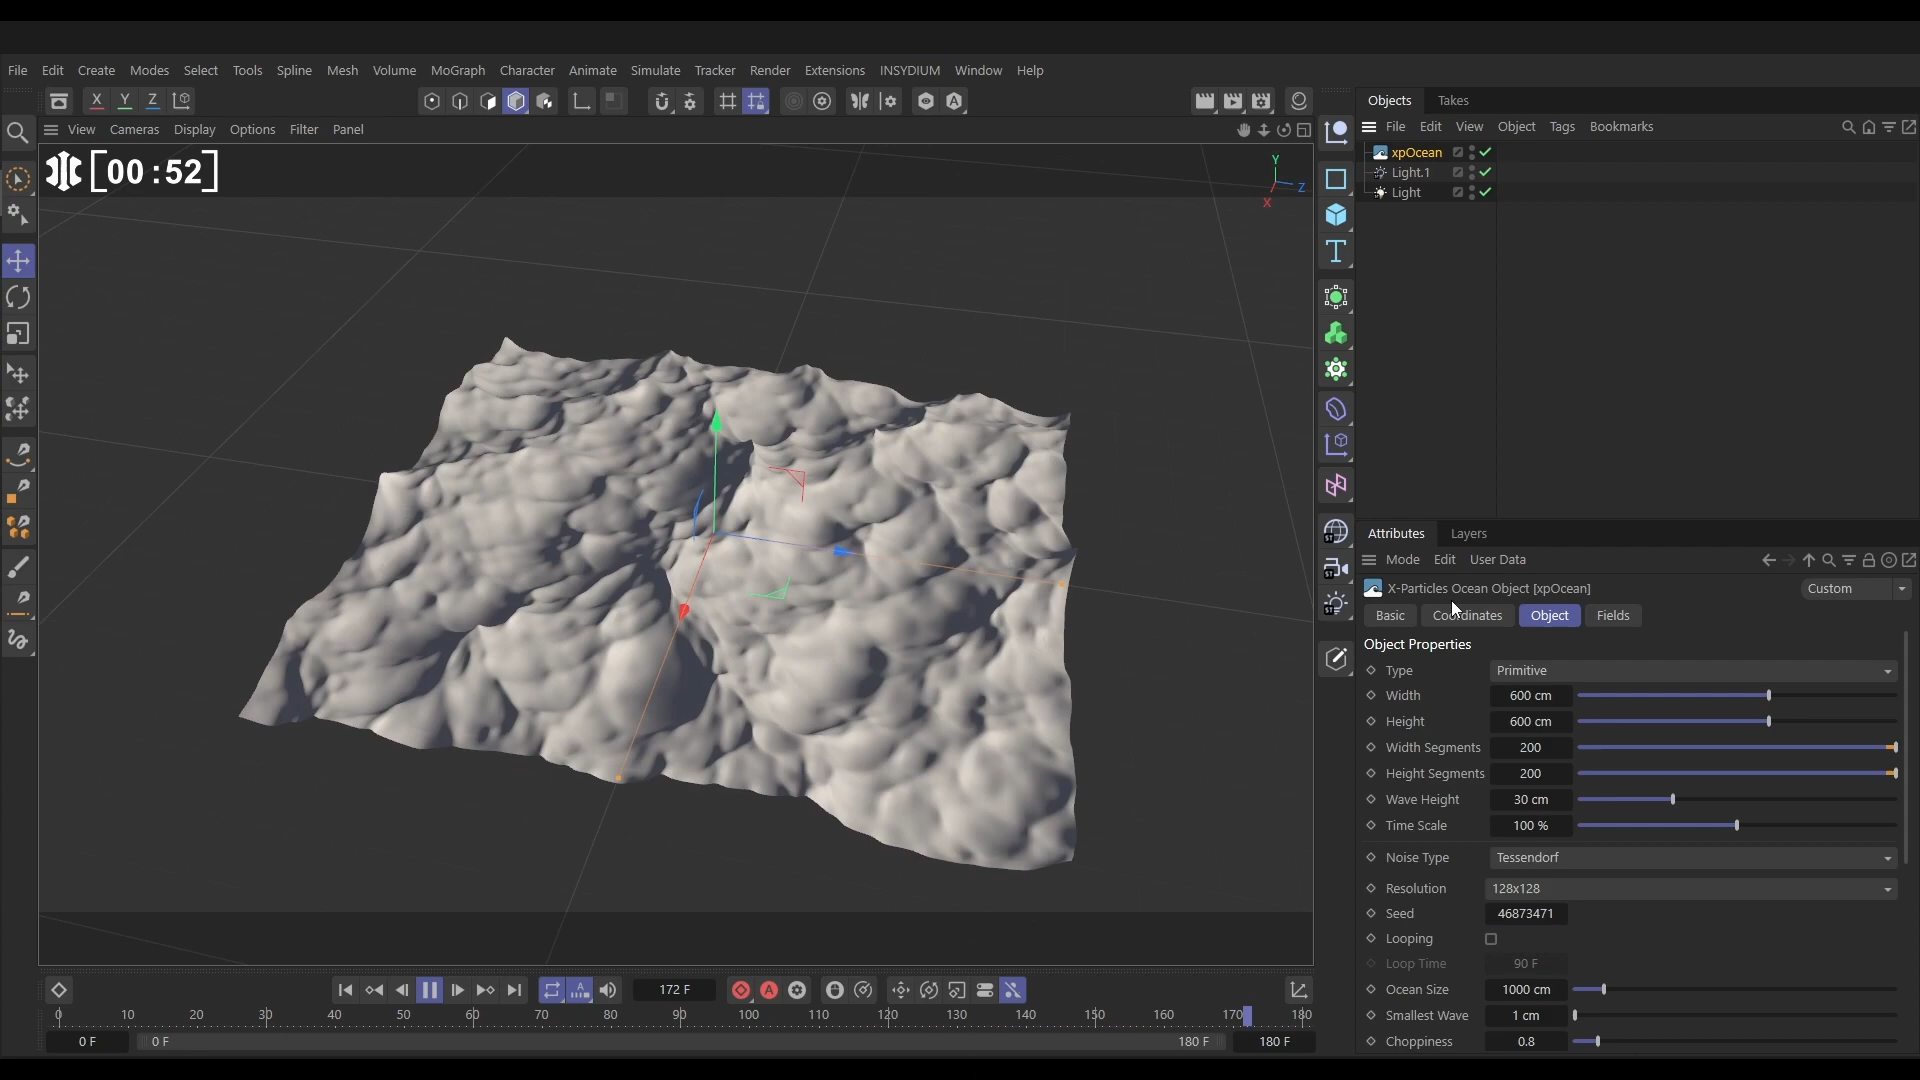 File Edit Create Modes Select Tools Spline Mesh Volume MoGraph Character Animate Simulate Tracker Render Extensions INSYDIUM Window Help
X Y Z
Objects Takes
View Cameras Display Options Filter Panel
File Edit View Object Tags Bookmarks
[00:52]
Y
Z
X
xpOcean
Light.1
Light
Attributes Layers
Mode Edit User Data
X-Particles Ocean Object [xpOcean] Custom
Basic Coordinates Object Fields
Object Properties
Type Primitive
Width 600 cm
Height 600 cm
Width Segments 200
Height Segments 200
Wave Height 30 cm
Time Scale 100 %
Noise Type Tessendorf
Resolution 128x128
Seed 46873471
Looping
Loop Time 90 F
Ocean Size 1000 cm
Smallest Wave 1 cm
Choppiness 0.8
172 F
0 10 20 30 40 50 60 70 80 90 100 110 120 130 140 150 160 170 180
0 F 0 F 180 F 180 F